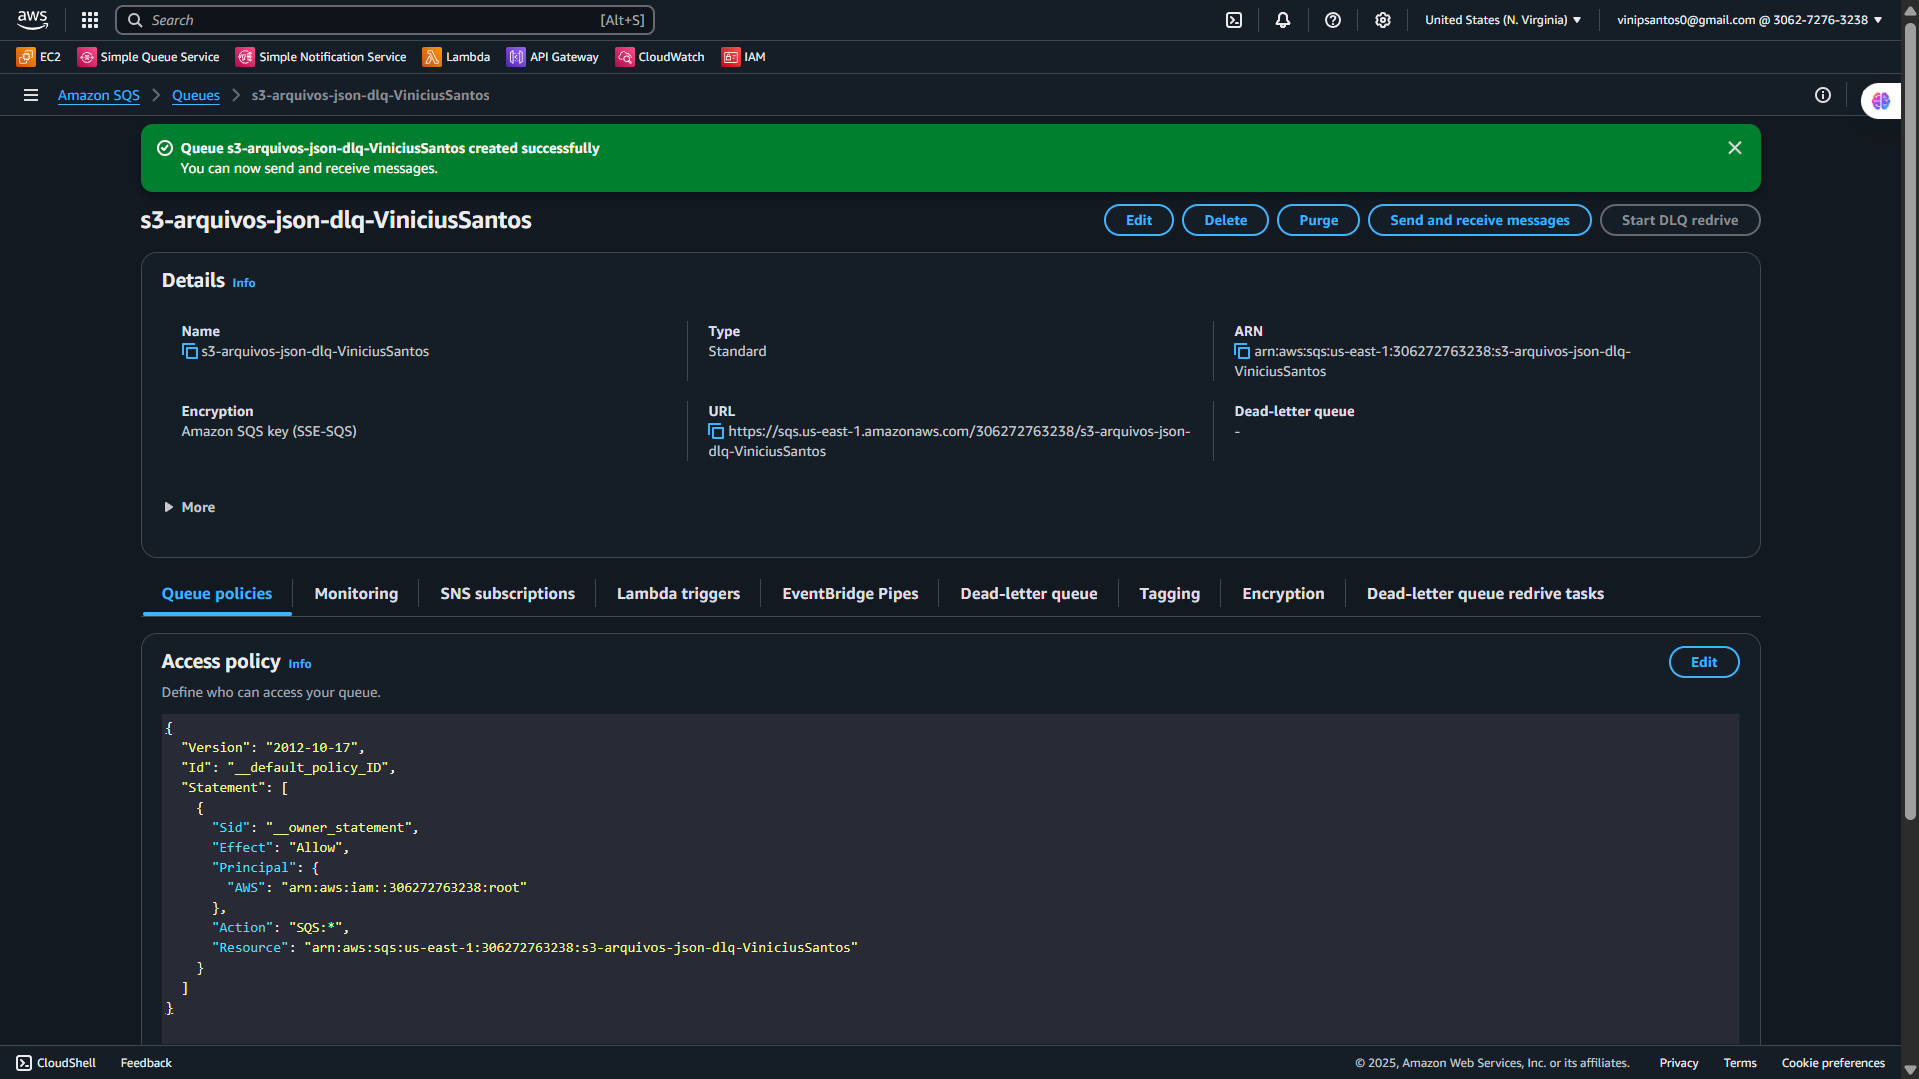 aws
Search [Alt+S]
United States (N. Virginia)
vinipsantos0@gmail.com @ 3062-7276-3238
EC2
Simple Queue Service
Simple Notification Service
Lambda
API Gateway
CloudWatch
IAM
Amazon SQS
Queues
s3-arquivos-json-dlq-ViniciusSantos
Queue s3-arquivos-json-dlq-ViniciusSantos created successfully
You can now send and receive messages.
s3-arquivos-json-dlq-ViniciusSantos
Edit
Delete
Purge
Send and receive messages
Start DLQ redrive
Details Info
Name
s3-arquivos-json-dlq-ViniciusSantos
Type
Standard
ARN
arn:aws:sqs:us-east-1:306272763238:s3-arquivos-json-dlq-
ViniciusSantos
Encryption
Amazon SQS key (SSE-SQS)
URL
https://sqs.us-east-1.amazonaws.com/306272763238/s3-arquivos-json-
dlq-ViniciusSantos
Dead-letter queue
-
More
Queue policies
Monitoring
SNS subscriptions
Lambda triggers
EventBridge Pipes
Dead-letter queue
Tagging
Encryption
Dead-letter queue redrive tasks
Access policy Info
Edit
Define who can access your queue.
{
"Version": "2012-10-17",
"Id": "__default_policy_ID",
"Statement": [
{
"Sid": "__owner_statement",
"Effect": "Allow",
"Principal": {
"AWS": "arn:aws:iam::306272763238:root"
},
"Action": "SQS:*",
"Resource": "arn:aws:sqs:us-east-1:306272763238:s3-arquivos-json-dlq-ViniciusSantos"
}
]
}
CloudShell
Feedback
© 2025, Amazon Web Services, Inc. or its affiliates.
Privacy
Terms
Cookie preferences